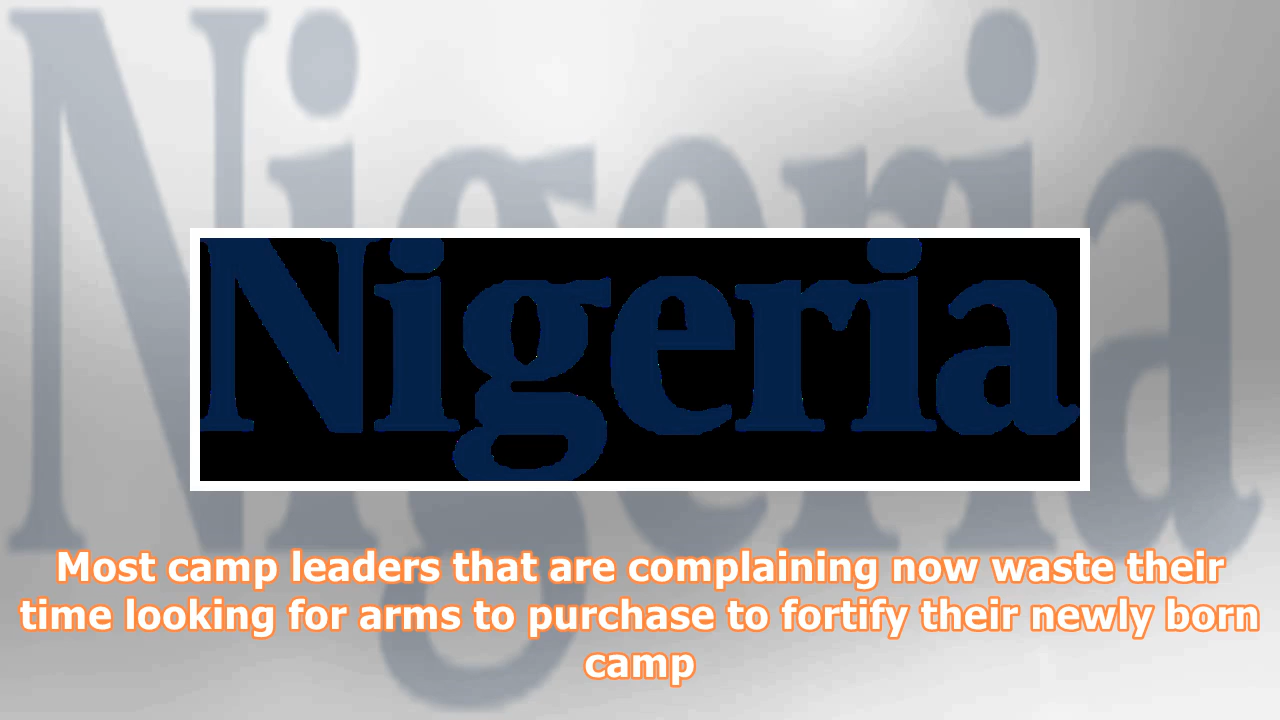 Nigeria
Nigeria
Most camp leaders that are complaining now waste their
time looking for arms to purchase to fortify their newly born
camp